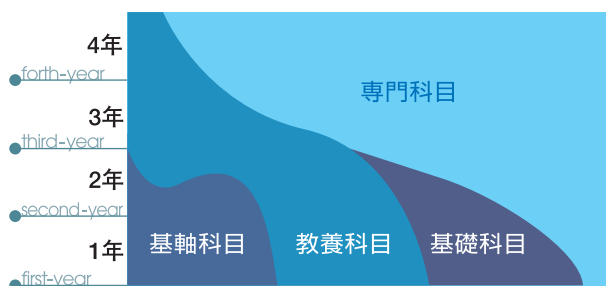 4年
forth-year
専門科目
3年
third-year
2年
second-year
基軸科目 教養科目 基礎科目
1年
first-year